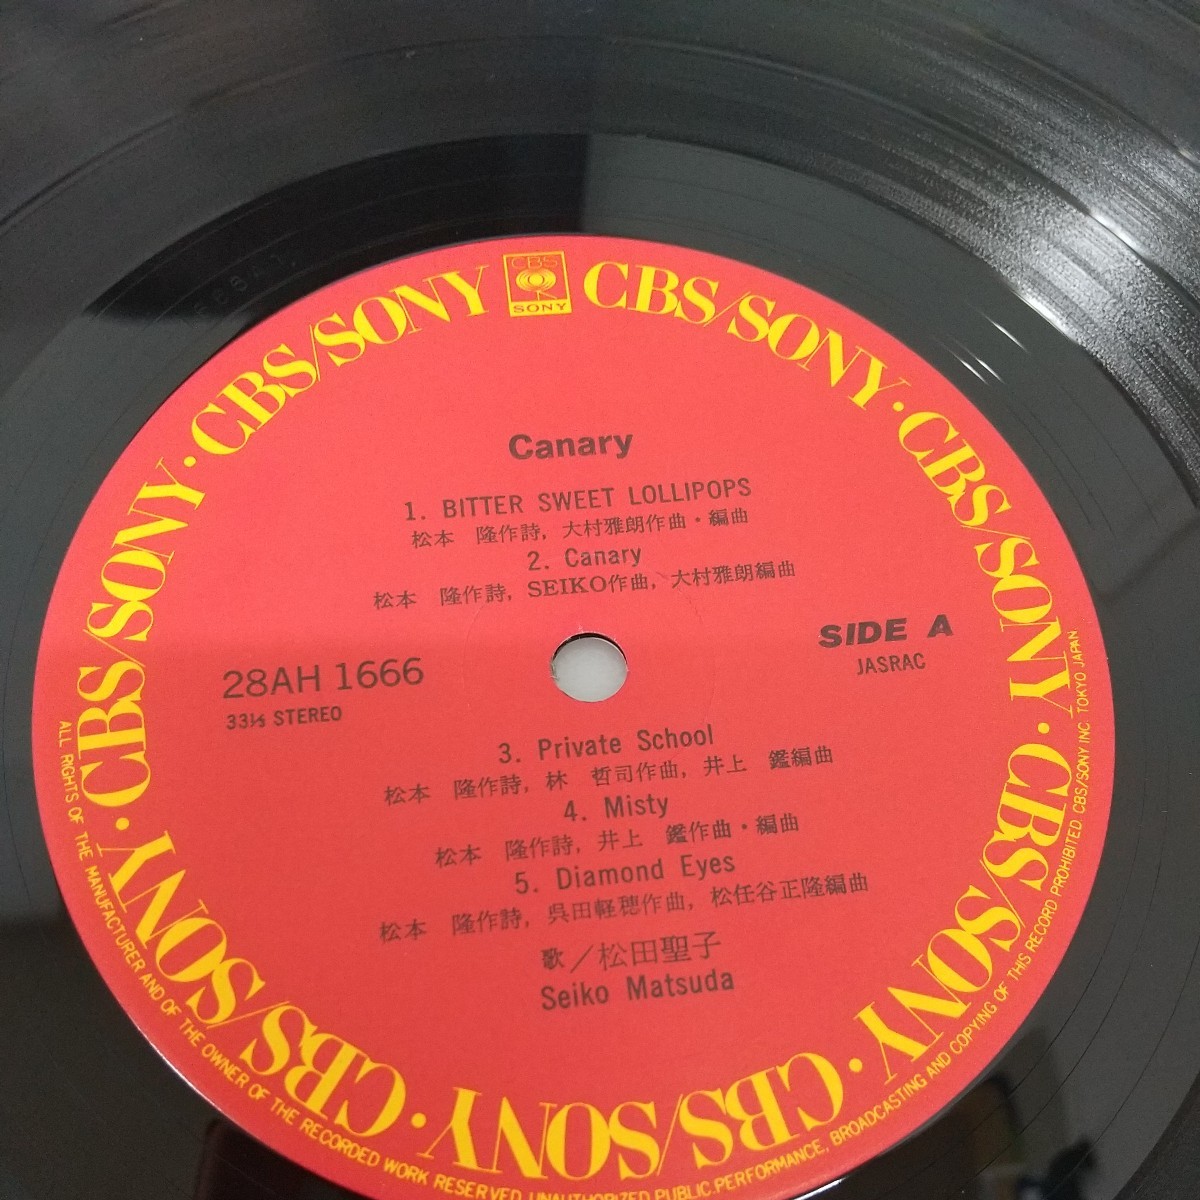 CBS
SONY
CBS/SONY · CBS/SONY · CBS/SONY · CBS/SONY · CBS/SONY · CBS/SONY · CBS/SONY · CBS/SONY
Canary
1. BITTER SWEET LOLLIPOPS
松本 隆作詩, 大村雅朗作曲・編曲
2. Canary
松本 隆作詩, SEIKO作曲, 大村雅朗編曲
SIDE A
JASRAC
28AH 1666
33⅓ STEREO
3. Private School
松本 隆作詩, 林 哲司作曲, 井上 鑑編曲
4. Misty
松本 隆作詩, 井上 鑑作曲・編曲
5. Diamond Eyes
松本 隆作詩, 呉田軽穂作曲, 松任谷正隆編曲
歌／松田聖子
Seiko Matsuda
ALL RIGHTS OF THE MANUFACTURER AND OF THE OWNER OF THE RECORDED WORK RESERVED. UNAUTHORIZED PUBLIC PERFORMANCE, BROADCASTING AND COPYING OF THIS RECORD PROHIBITED. CBS/SONY INC. TOKYO JAPAN.